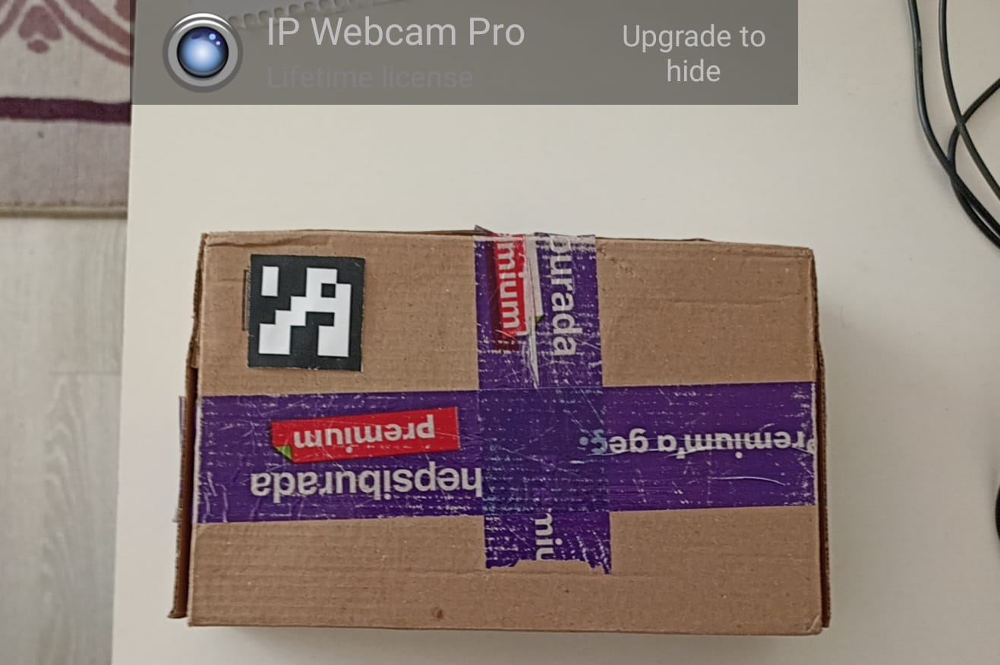 IP Webcam Pro
Lifetime license
Upgrade to
hide
mium
burada
premium
hepsiburada
Premium'a geç
miu